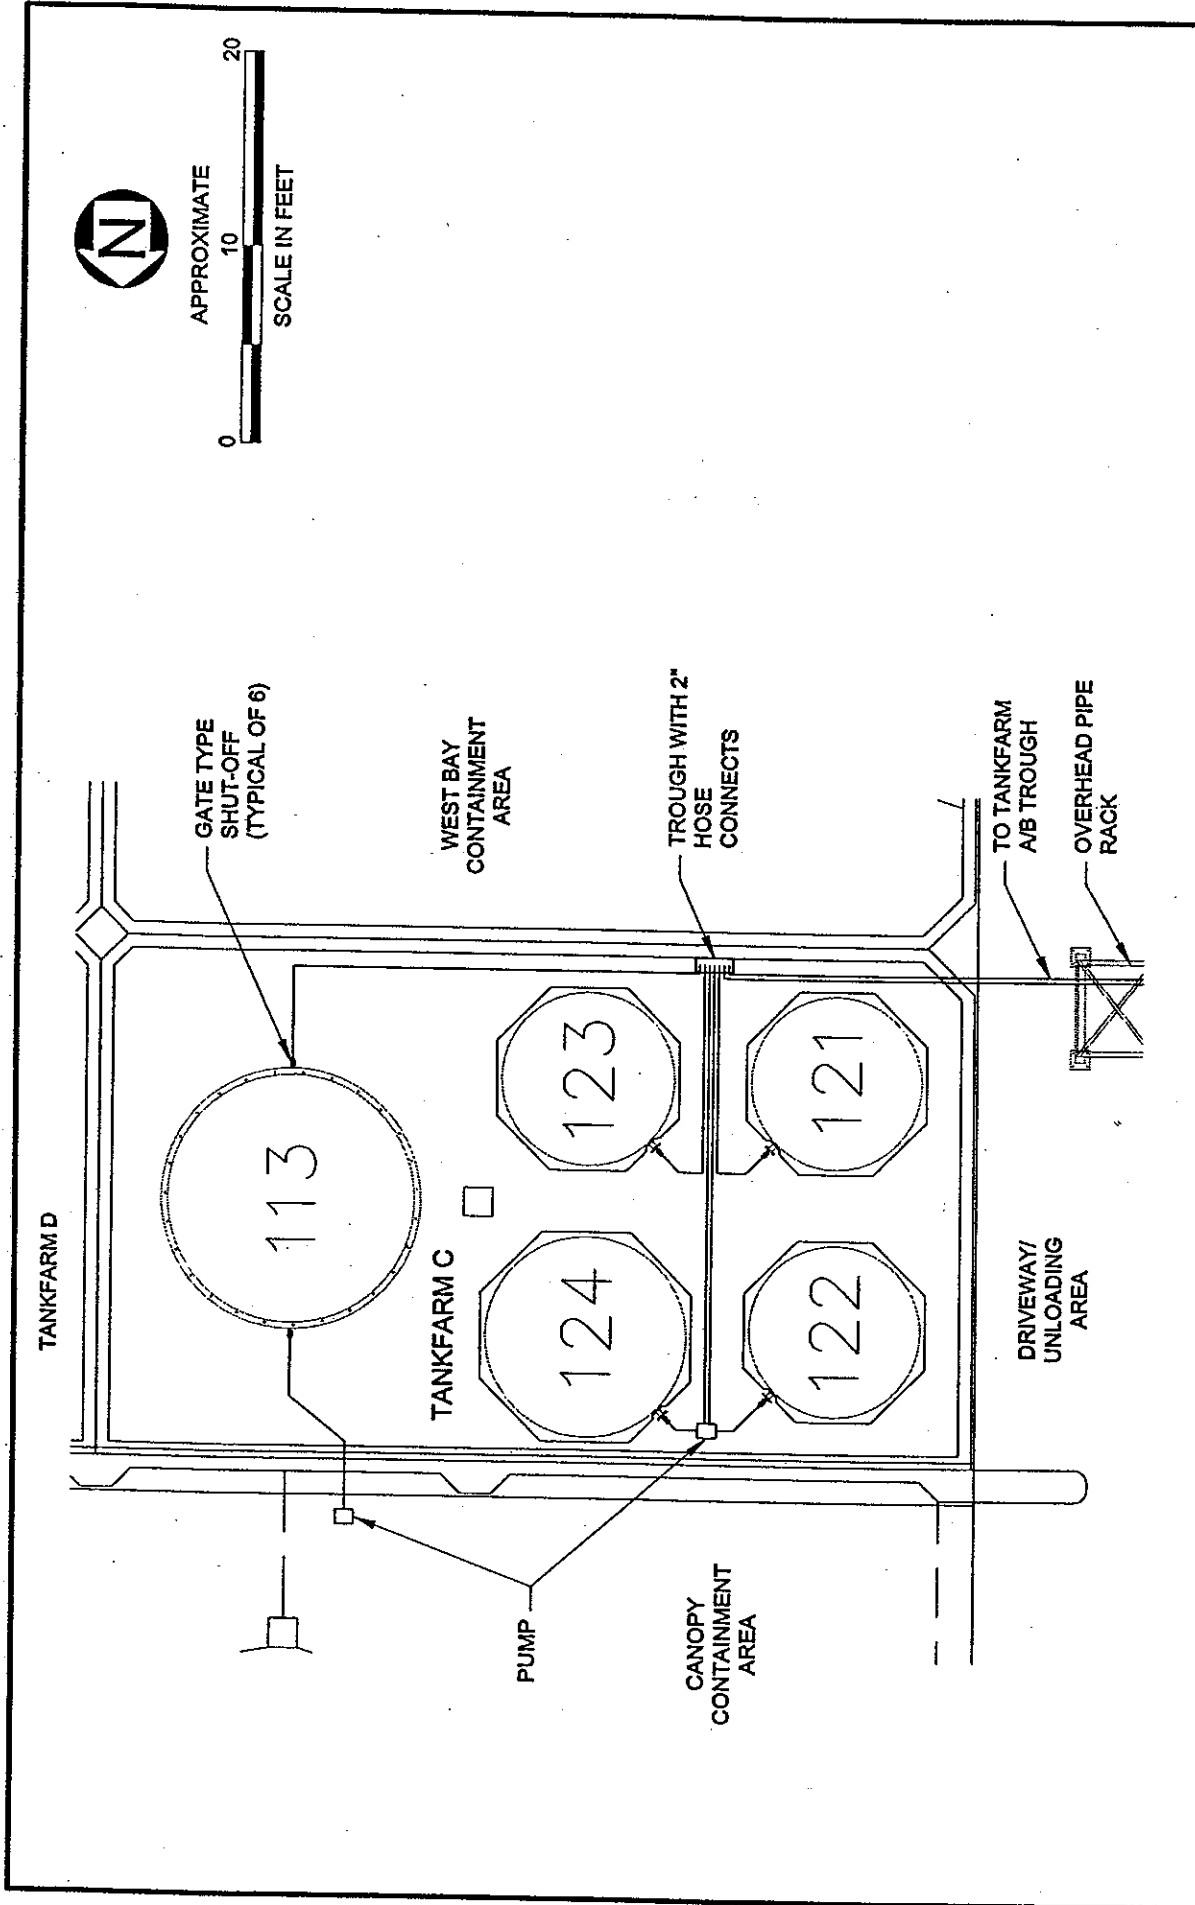 TANKFARM D
N
APPROXIMATE
0 10 20
SCALE IN FEET
GATE TYPE
SHUT-OFF
(TYPICAL OF 6)
113
TANKFARM C
WEST BAY
CONTAINMENT
AREA
124
123
PUMP
TROUGH WITH 2"
HOSE
CONNECTS
CANOPY
CONTAINMENT
AREA
122
121
DRIVEWAY/
UNLOADING
AREA
TO TANKFARM
A/B TROUGH
OVERHEAD PIPE
RACK